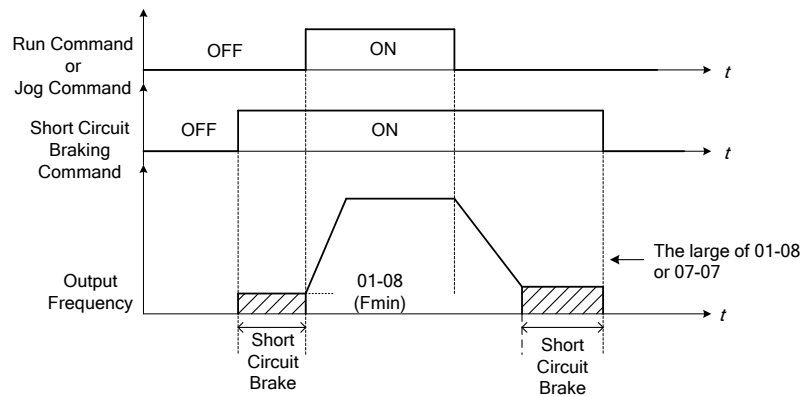 Run Command
or
Jog Command
OFF
ON
t
Short Circuit
Braking
Command
OFF
ON
t
Output
Frequency
01-08
(Fmin)
The large of 01-08
or 07-07
t
Short
Circuit
Brake
Short
Circuit
Brake